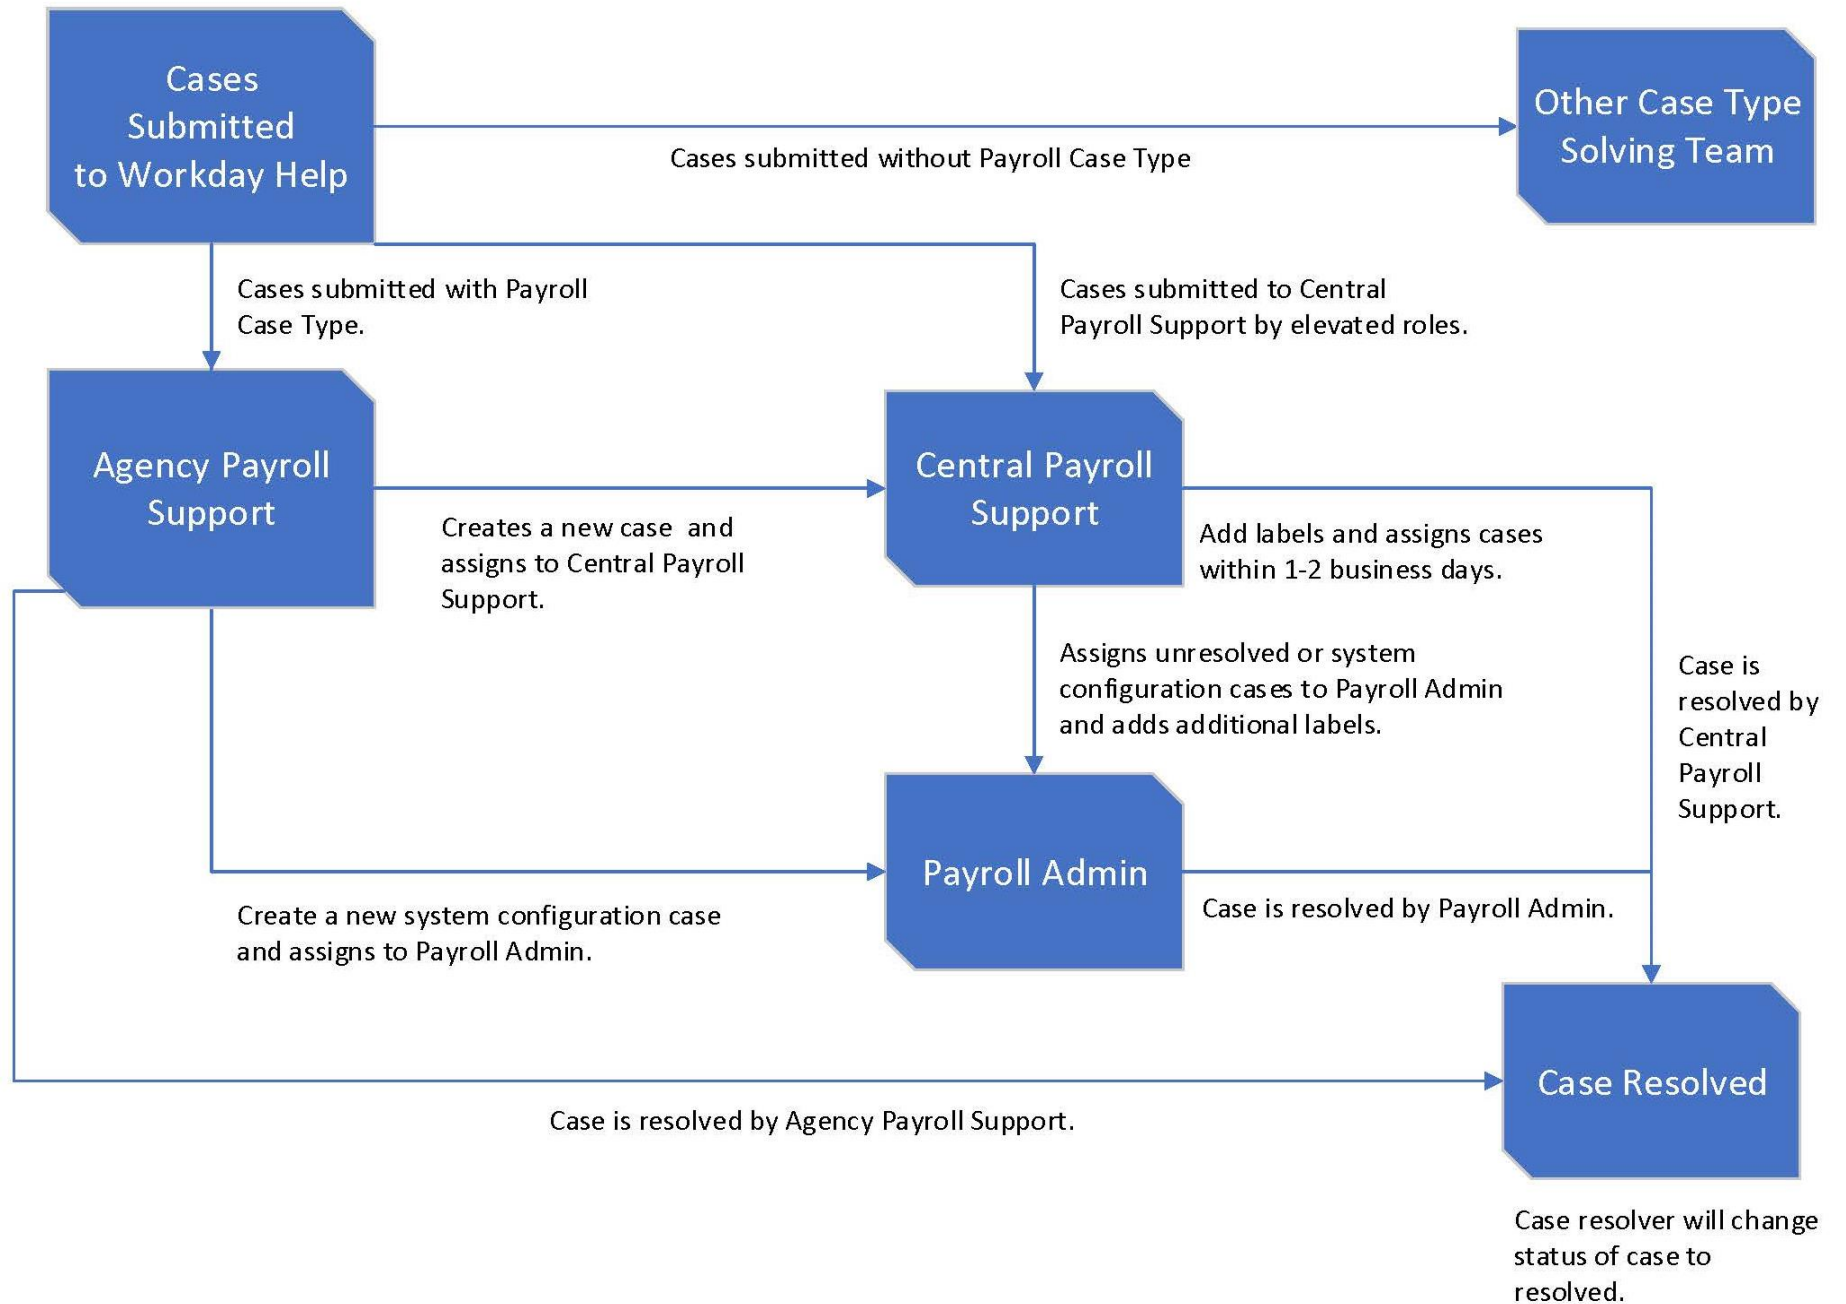 Cases
Submitted
to Workday Help
Other Case Type
Solving Team
Cases submitted without Payroll Case Type
Cases submitted with Payroll
Case Type.
Cases submitted to Central
Payroll Support by elevated roles.
Agency Payroll
Support
Central Payroll
Support
Creates a new case and
assigns to Central Payroll
Support.
Add labels and assigns cases
within 1-2 business days.
Assigns unresolved or system
configuration cases to Payroll Admin
and adds additional labels.
Case is
resolved by
Central
Payroll
Support.
Payroll Admin
Create a new system configuration case
and assigns to Payroll Admin.
Case is resolved by Payroll Admin.
Case Resolved
Case is resolved by Agency Payroll Support.
Case resolver will change
status of case to
resolved.